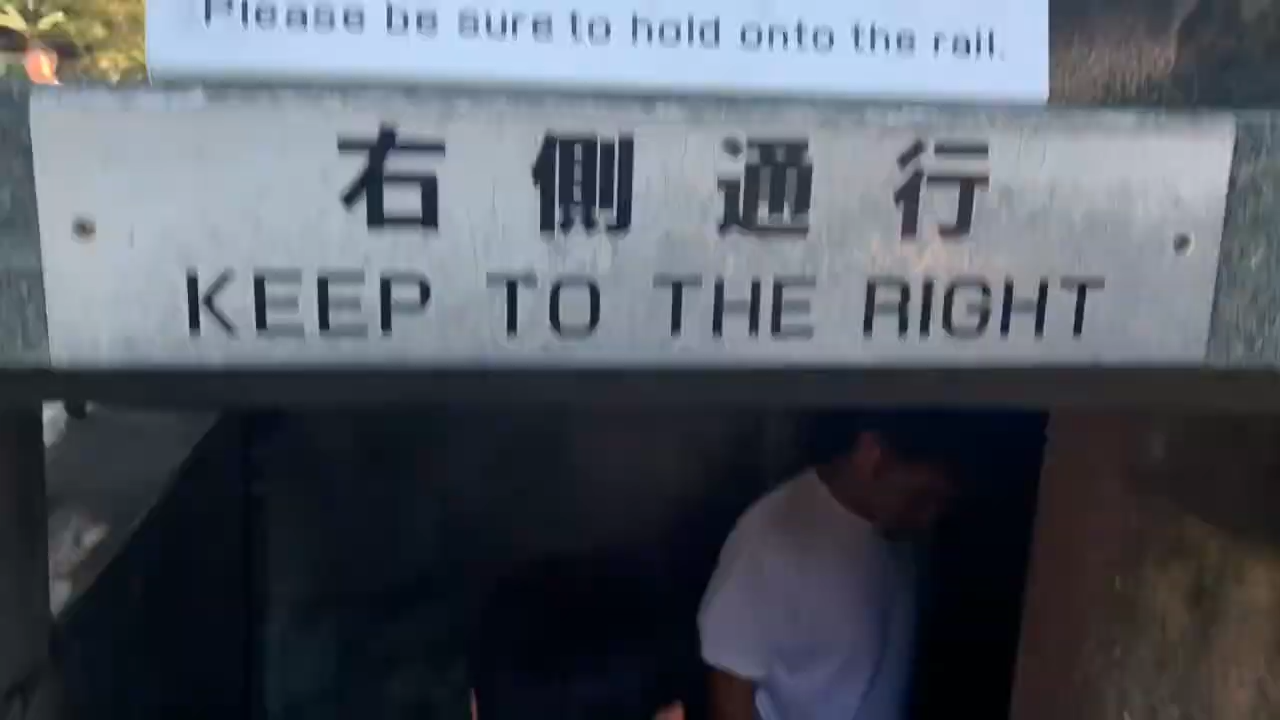 Please be sure to hold onto the rail.
右側通行
KEEP TO THE RIGHT